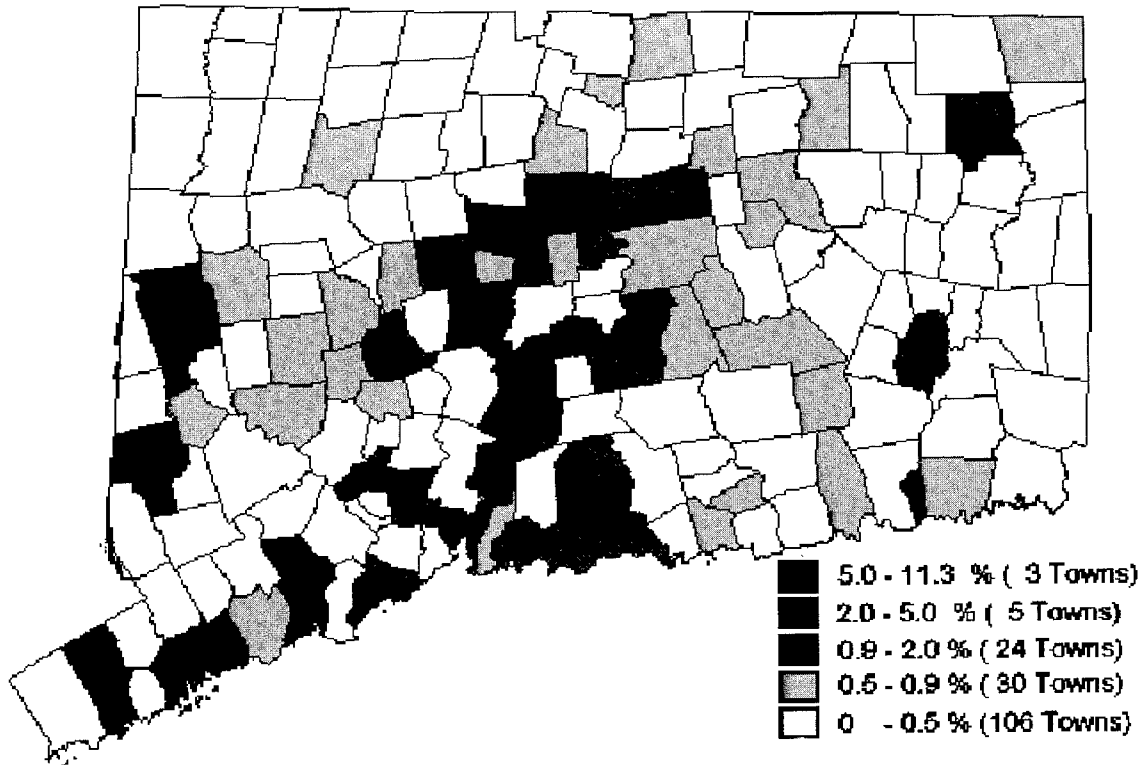 5.0 - 11.3 % ( 3 Towns)
2.0 - 5.0 % ( 5 Towns)
0.9 - 2.0 % ( 24 Towns)
0.5 - 0.9 % ( 30 Towns)
0 - 0.5 % (106 Towns)